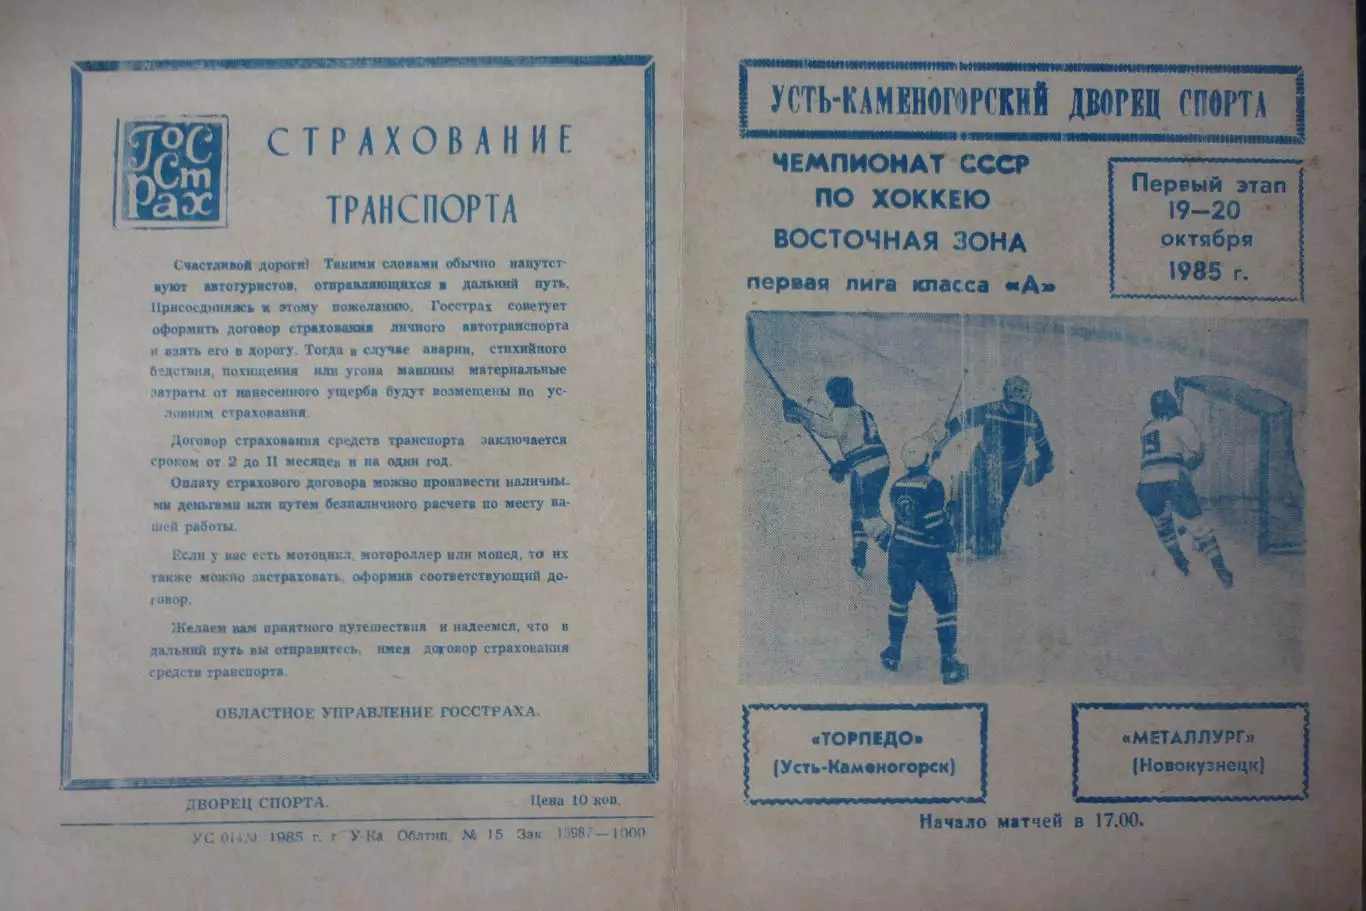 ГОС
СТ
РАХ
СТРАХОВАНИЕ
ТРАНСПОРТА
Счастливой дороги! Такими словами обычно напутст-
вуют автотуристов, отправляющихся в дальний путь.
Присоединяясь к этому пожеланию, Госстрах советует
оформить договор страхования личного автотранспорта
и взять его в дорогу. Тогда в случае аварии, стихийного
бедствия, похищения или угона машины материальные
затраты от нанесенного ущерба будут возмещены по ус-
ловиям страхования.
Договор страхования средств транспорта заключается
сроком от 2 до 11 месяцев и на один год.
Оплату страхового договора можно произвести наличны-
ми деньгами или путем безналичного расчета по месту ва-
шей работы.
Если у вас есть мотоцикл, мотороллер или мопед, то их
также можно застраховать, оформив соответствующий до-
говор.
Желаем вам приятного путешествия и надеемся, что в
дальний путь вы отправитесь, имея договор страхования
средств транспорта.
ОБЛАСТНОЕ УПРАВЛЕНИЕ ГОССТРАХА.
ДВОРЕЦ СПОРТА. Цена 10 коп.
УС 01420 1985 г. г У-Ка Облтип, № 15 Зак 13987—1000
УСТЬ-КАМЕНОГОРСКИЙ ДВОРЕЦ СПОРТА
ЧЕМПИОНАТ СССР
ПО ХОККЕЮ
ВОСТОЧНАЯ ЗОНА
первая лига класса «А»
Первый этап
19—20
октября
1985 г.
9
«ТОРПЕДО»
(Усть-Каменогорск)
«МЕТАЛЛУРГ»
(Новокузнецк)
Начало матчей в 17.00.